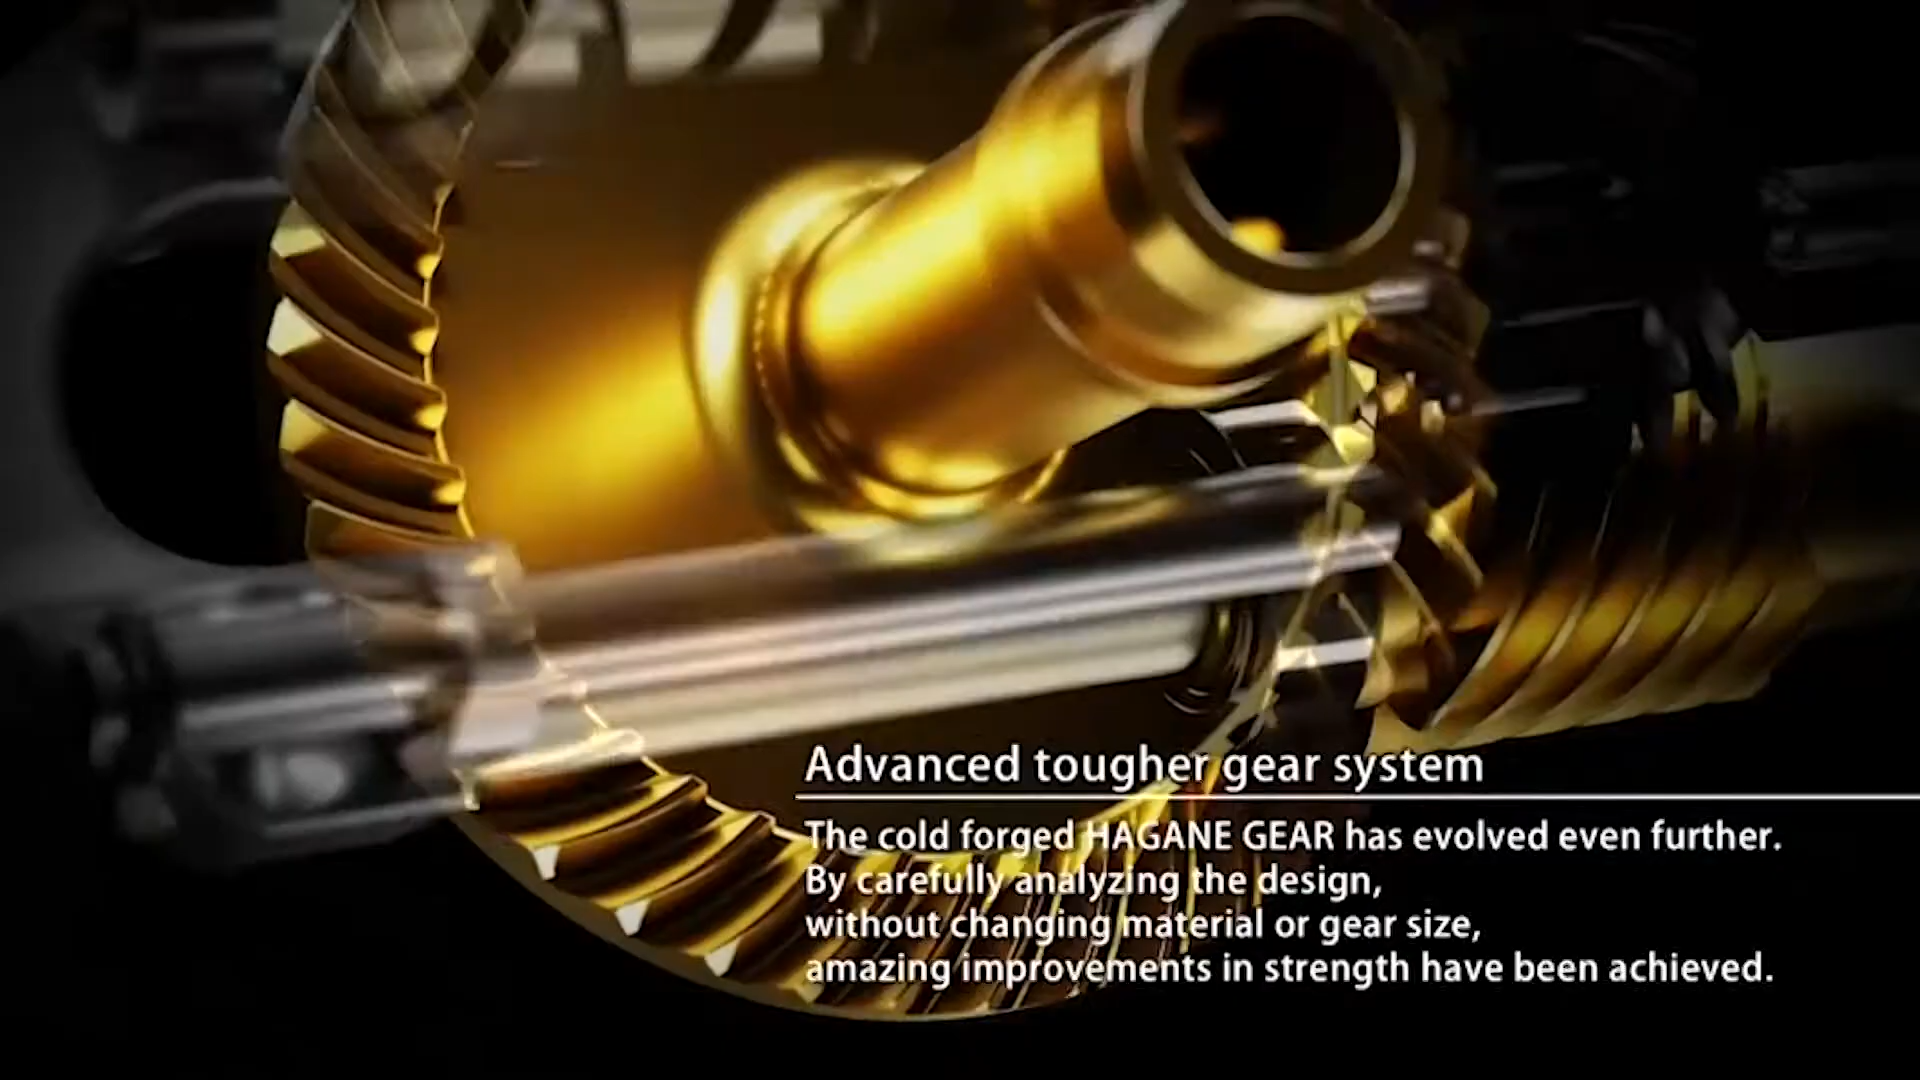 Advanced tougher gear system
The cold forged HAGANE GEAR has evolved even further.
By carefully analyzing the design,
without changing material or gear size,
amazing improvements in strength have been achieved.